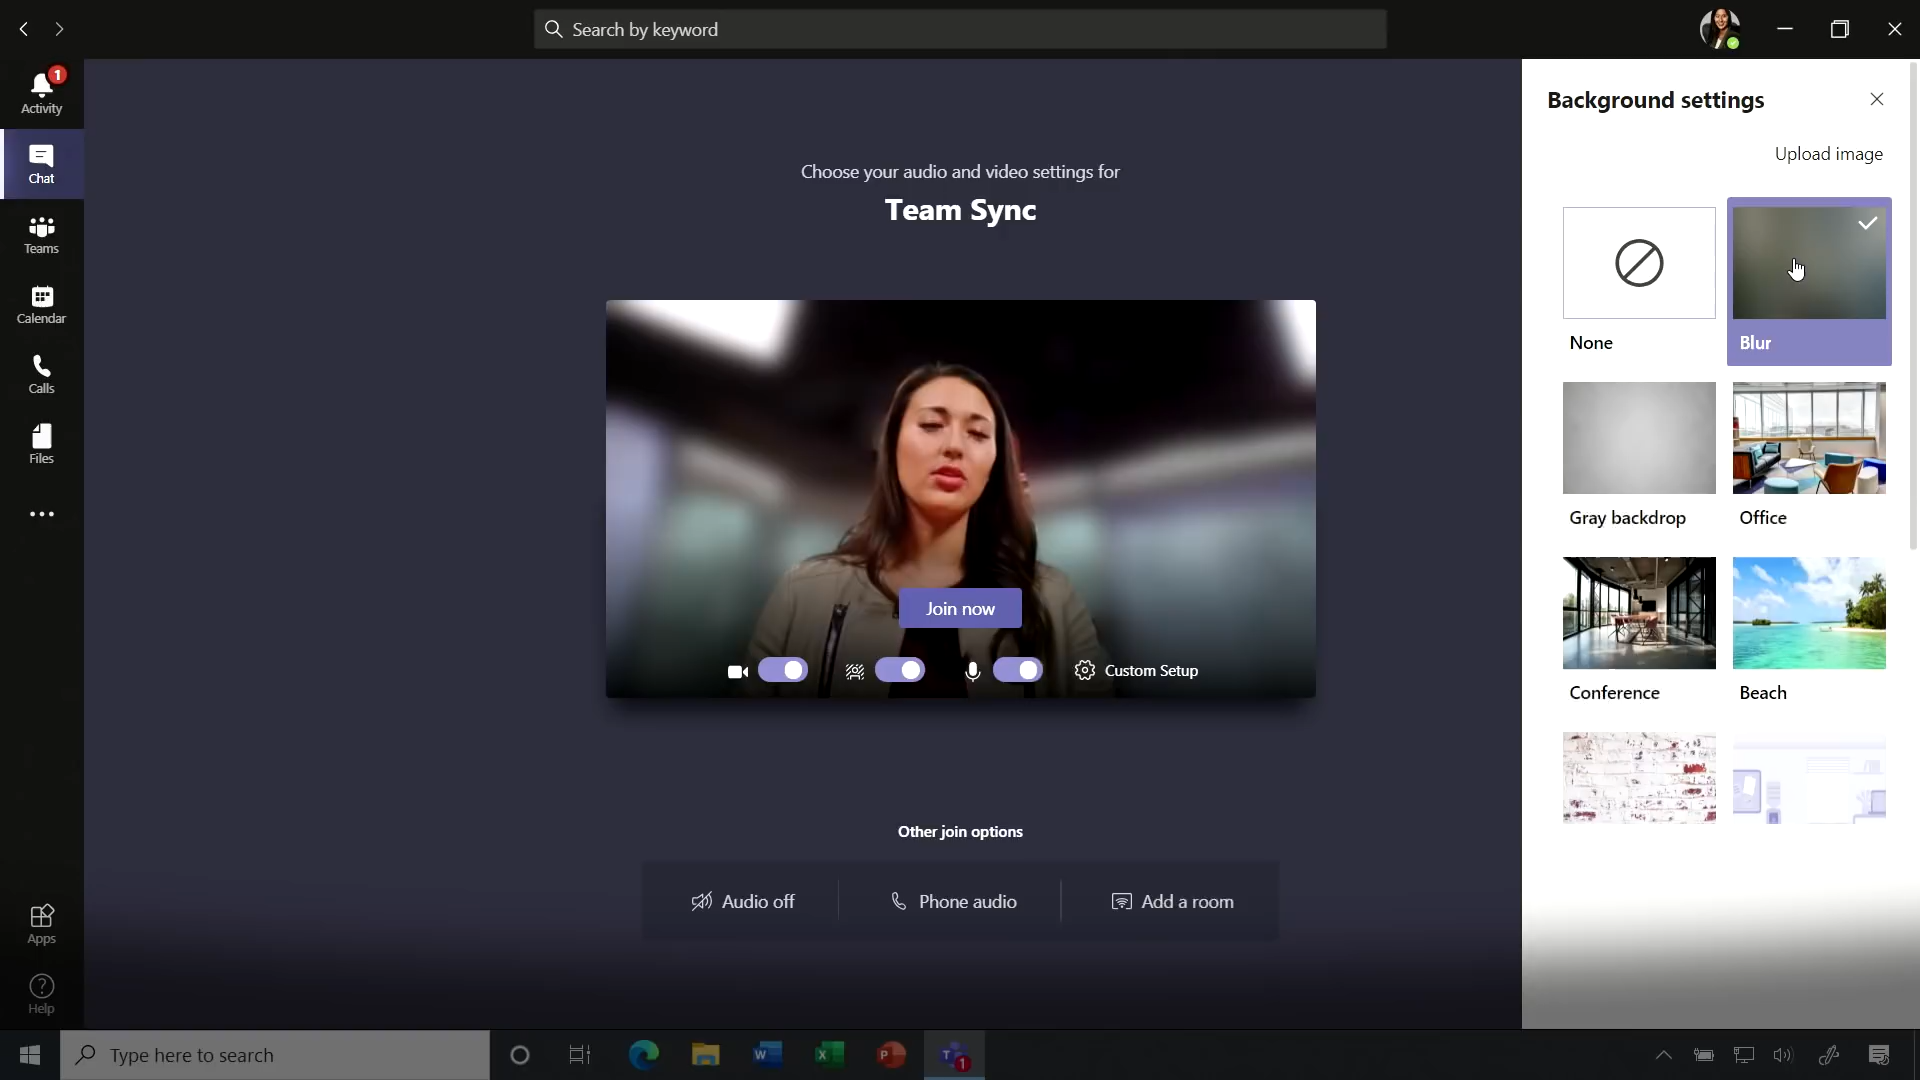 Search by keyword
1
Activity
Chat
Teams
Calendar
Calls
Files
Apps
Help
Choose your audio and video settings for
Team Sync
Join now
Custom Setup
Other join options
Audio off
Phone audio
Add a room
Background settings
Upload image
None
Blur
Gray backdrop
Office
Conference
Beach
Type here to search
W
X
P
T
1